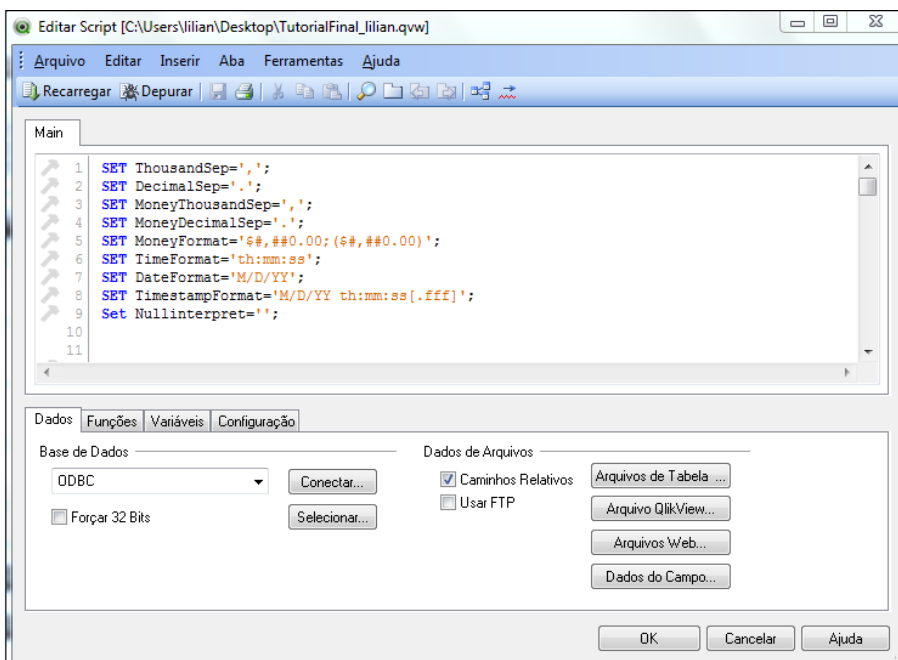 Editar Script [C:\Users\lilian\Desktop\TutorialFinal_lilian.qvw]
Arquivo Editar Inserir Aba Ferramentas Ajuda
Recarregar Depurar
Main
1 SET ThousandSep=',';
2 SET DecimalSep='.';
3 SET MoneyThousandSep=',';
4 SET MoneyDecimalSep='.';
5 SET MoneyFormat='$#,##0.00;($#,##0.00)';
6 SET TimeFormat='th:mm:ss';
7 SET DateFormat='M/D/YY';
8 SET TimestampFormat='M/D/YY th:mm:ss[.fff]';
9 Set Nullinterpret='';
10
11
Dados Funções Variáveis Configuração
Base de Dados
ODBC
Conectar...
Forçar 32 Bits
Selecionar...
Dados de Arquivos
Caminhos Relativos
Usar FTP
Arquivos de Tabela ...
Arquivo QlikView...
Arquivos Web...
Dados do Campo...
OK Cancelar Ajuda